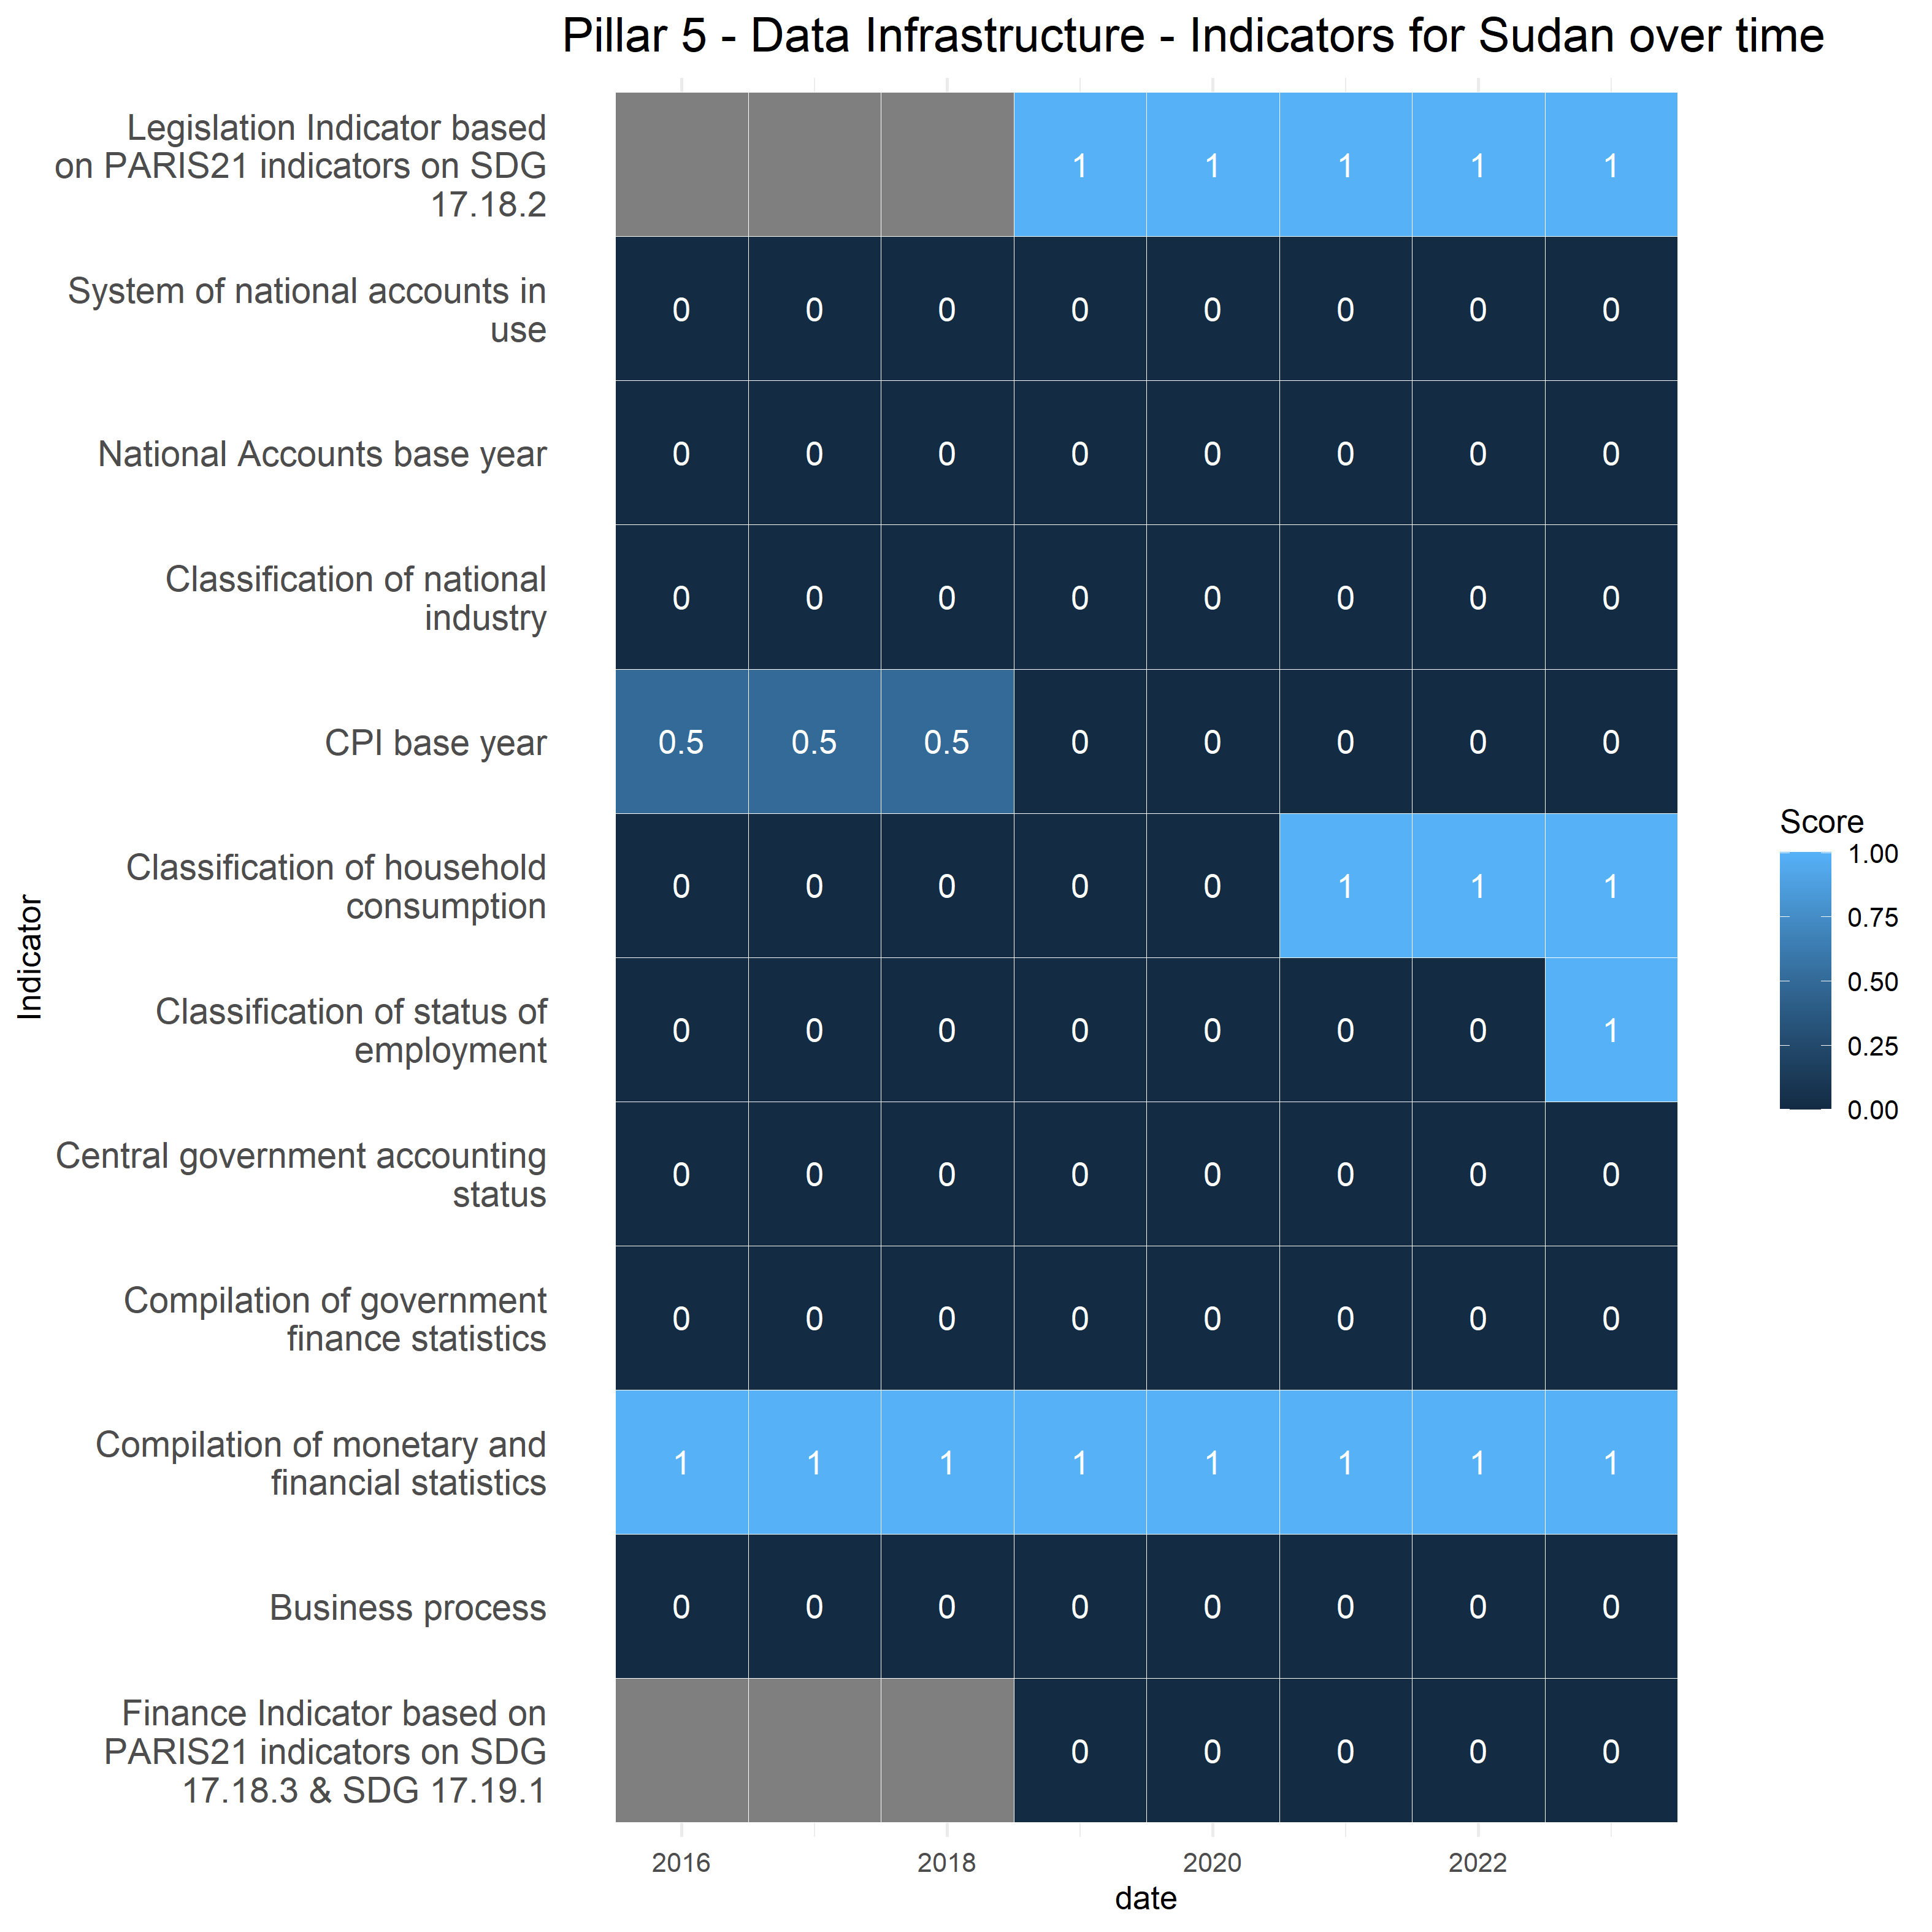 Pillar 5 - Data Infrastructure - Indicators for Sudan over time
Indicator
Legislation Indicator based
on PARIS21 indicators on SDG
17.18.2
1 1 1 1 1
System of national accounts in
use
0 0 0 0 0 0 0 0
National Accounts base year
0 0 0 0 0 0 0 0
Classification of national
industry
0 0 0 0 0 0 0 0
CPI base year
0.5 0.5 0.5 0 0 0 0 0
Classification of household
consumption
0 0 0 0 0 1 1 1
Classification of status of
employment
0 0 0 0 0 0 0 1
Central government accounting
status
0 0 0 0 0 0 0 0
Compilation of government
finance statistics
0 0 0 0 0 0 0 0
Compilation of monetary and
financial statistics
1 1 1 1 1 1 1 1
Business process
0 0 0 0 0 0 0 0
Finance Indicator based on
PARIS21 indicators on SDG
17.18.3 & SDG 17.19.1
0 0 0 0 0
2016 2018 2020 2022
date
Score
1.00
0.75
0.50
0.25
0.00